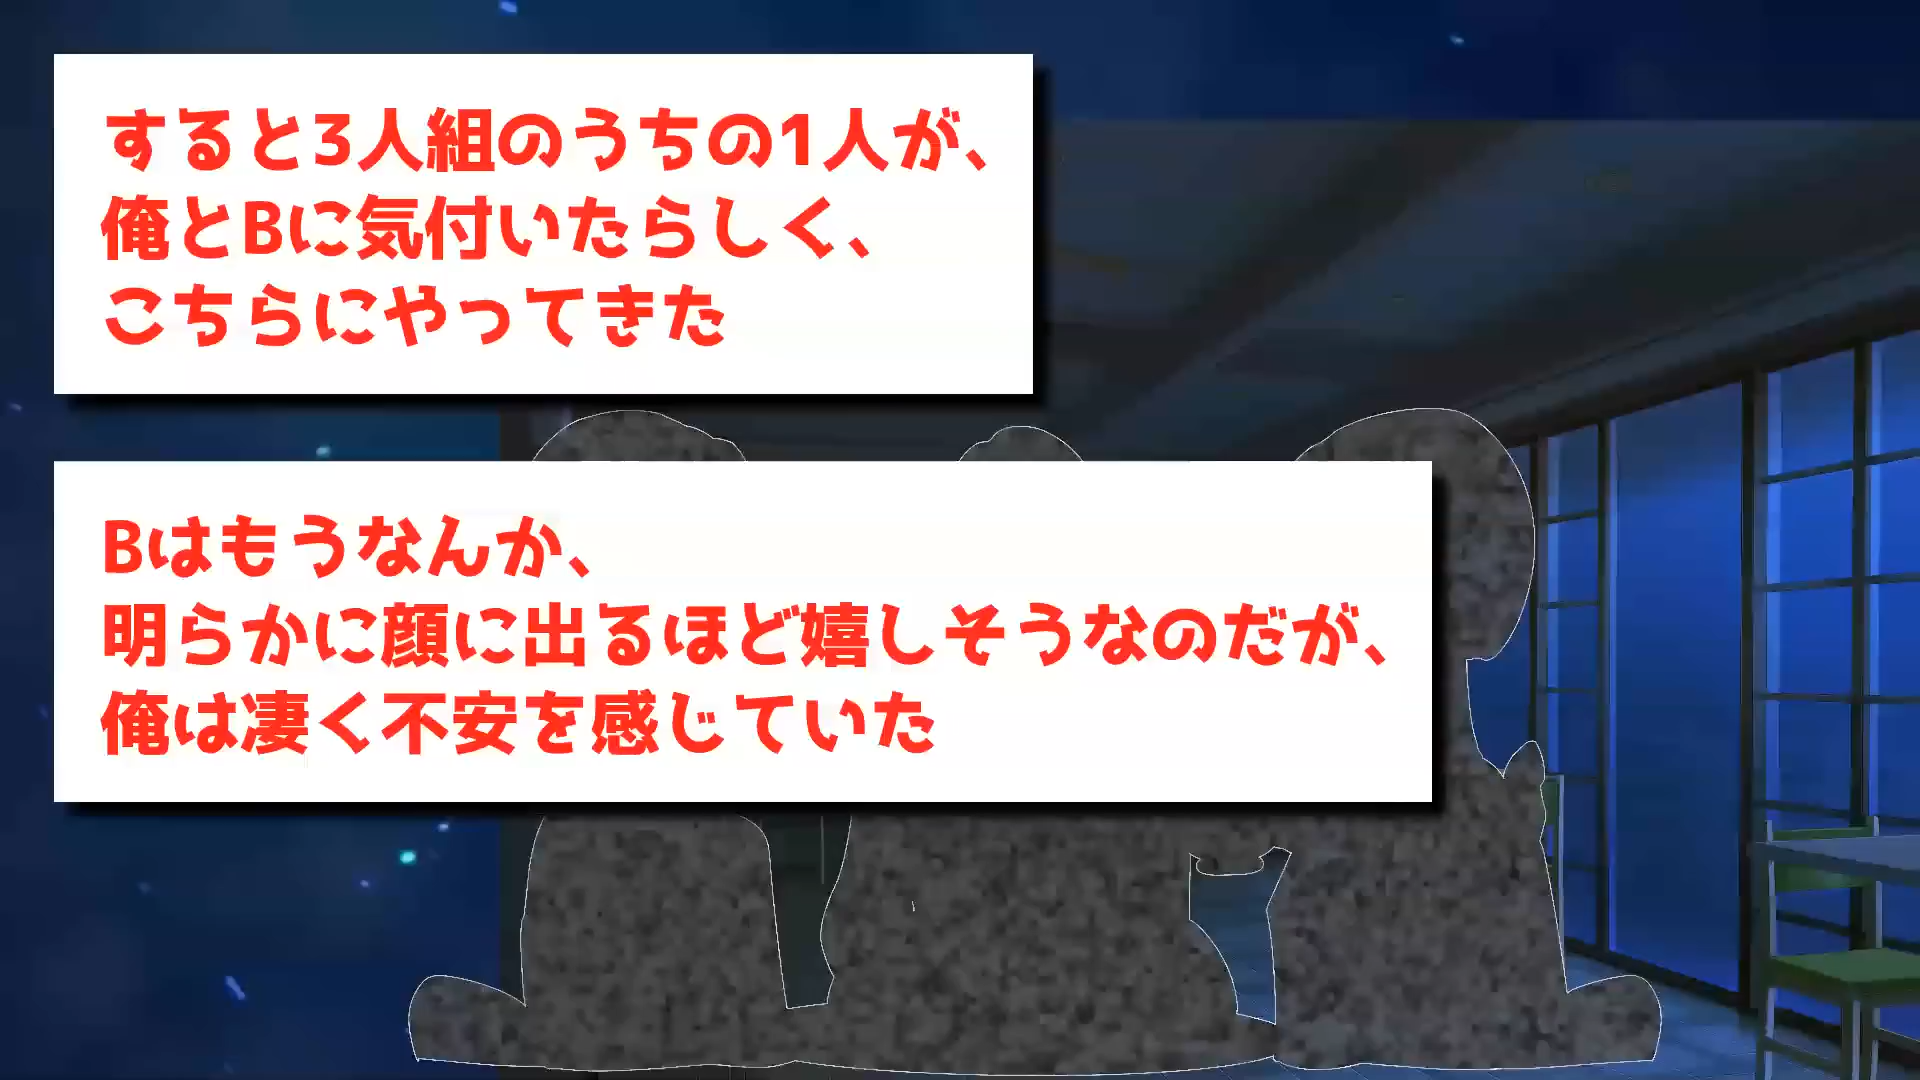 すると3人組のうちの1人が、
俺とBに気付いたらしく、
こちらにやってきた
Bはもうなんか、
明らかに顔に出るほど嬉しそうなのだが、
俺は凄く不安を感じていた